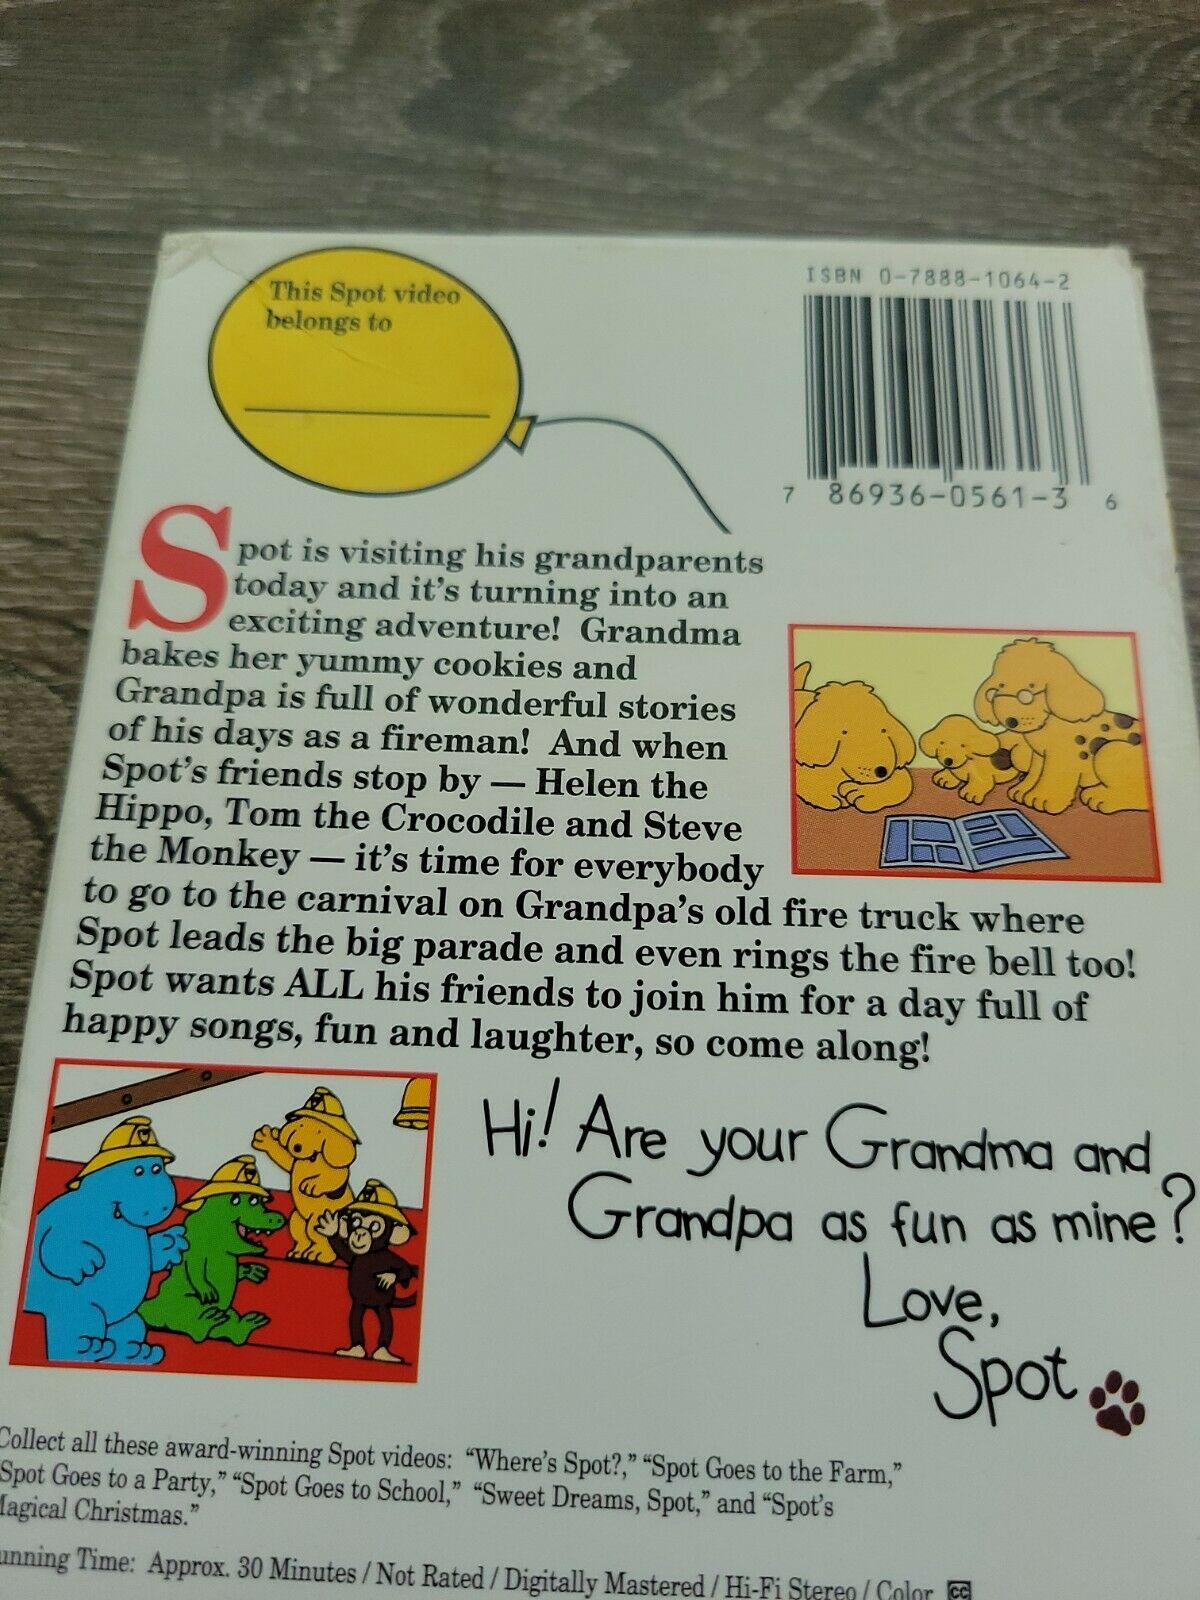 This Spot video
belongs to
ISBN 0-7888-1064-2
7 86936-0561-3 6
Spot is visiting his grandparents
today and it's turning into an
exciting adventure! Grandma
bakes her yummy cookies and
Grandpa is full of wonderful stories
of his days as a fireman! And when
Spot's friends stop by — Helen the
Hippo, Tom the Crocodile and Steve
the Monkey — it's time for everybody
to go to the carnival on Grandpa's old fire truck where
Spot leads the big parade and even rings the fire bell too!
Spot wants ALL his friends to join him for a day full of
happy songs, fun and laughter, so come along!
Hi! Are your Grandma and
Grandpa as fun as mine?
Love,
Spot
Collect all these award-winning Spot videos: "Where's Spot?," "Spot Goes to the Farm,"
Spot Goes to a Party," "Spot Goes to School," "Sweet Dreams, Spot," and "Spot's
agical Christmas."
unning Time: Approx. 30 Minutes / Not Rated / Digitally Mastered / Hi-Fi Stereo / Color CC